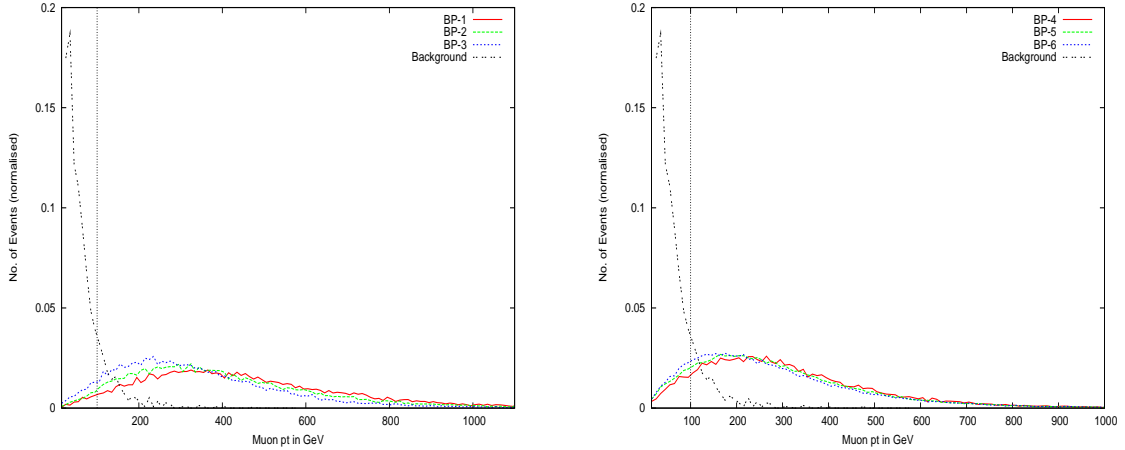 0.2
0.15
0.1
0.05
0
No. of Events (normalised)
200
400
600
800
1000
Muon pt in GeV
BP-1
BP-2
BP-3
Background
0.2
0.15
0.1
0.05
0
No. of Events (normalised)
100
200
300
400
500
600
700
800
900
1000
Muon pt in GeV
BP-4
BP-5
BP-6
Background